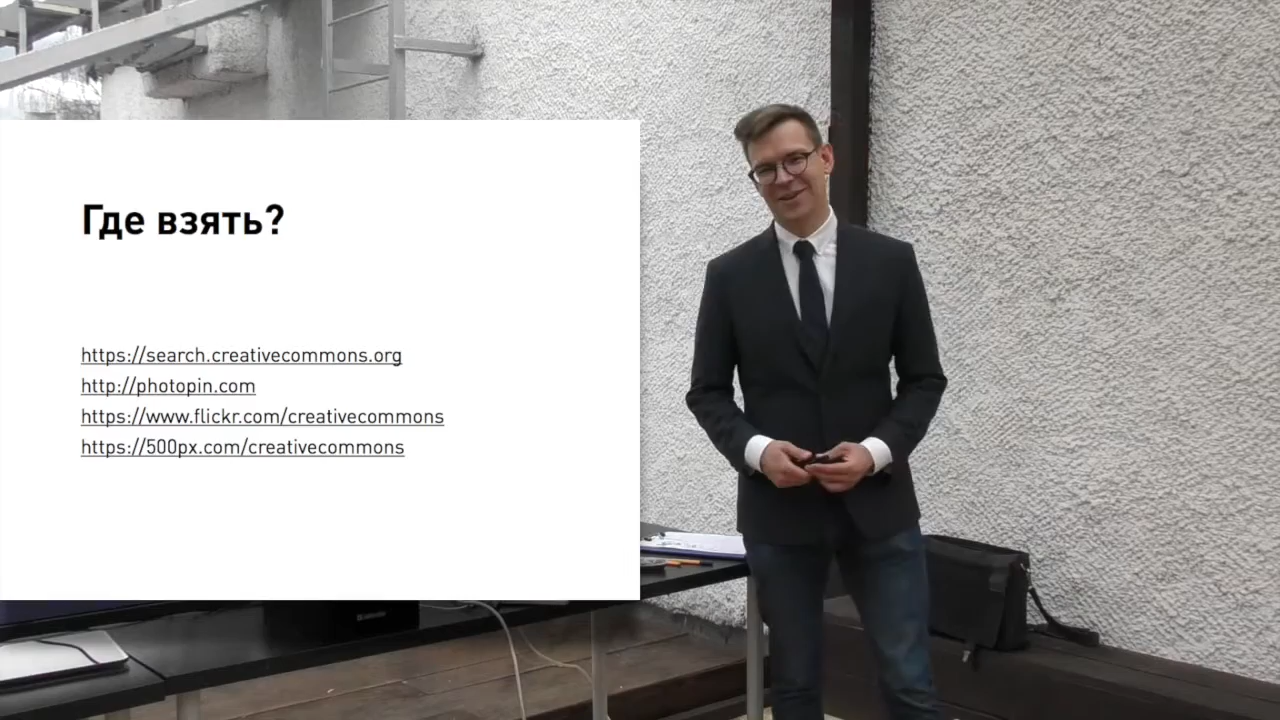 Где взять?
https://search.creativecommons.org
http://photopin.com
https://www.flickr.com/creativecommons
https://500px.com/creativecommons